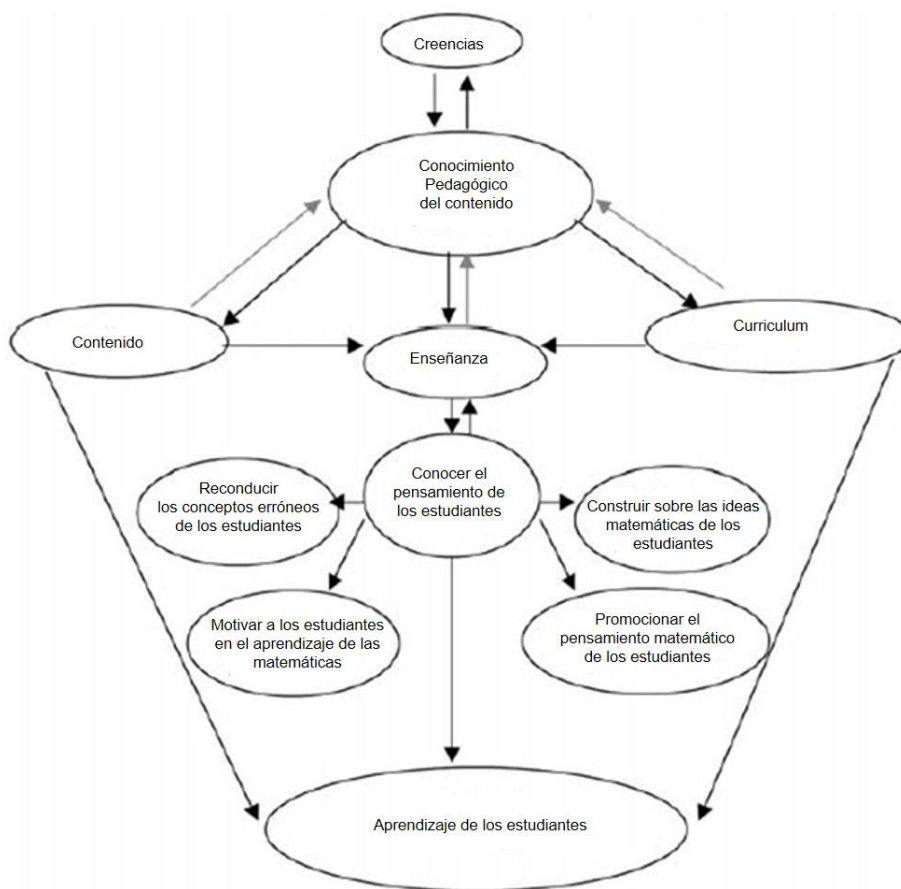 Creencias
Conocimiento
Pedagógico
del contenido
Contenido
Enseñanza
Curriculum
Reconducir
los conceptos erróneos
de los estudiantes
Conocer el
pensamiento de
los estudiantes
Construir sobre las ideas
matemáticas de los
estudiantes
Motivar a los estudiantes
en el aprendizaje de las
matemáticas
Promocionar el
pensamiento matemático
de los estudiantes
Aprendizaje de los estudiantes